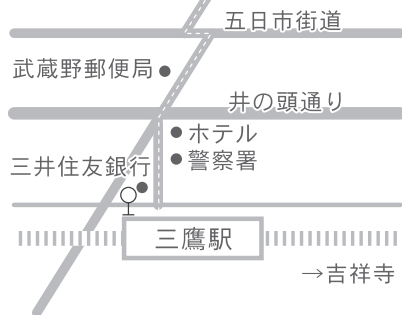 五日市街道
武蔵野郵便局
井の頭通り
ホテル
警察署
三井住友銀行
三鷹駅
→吉祥寺